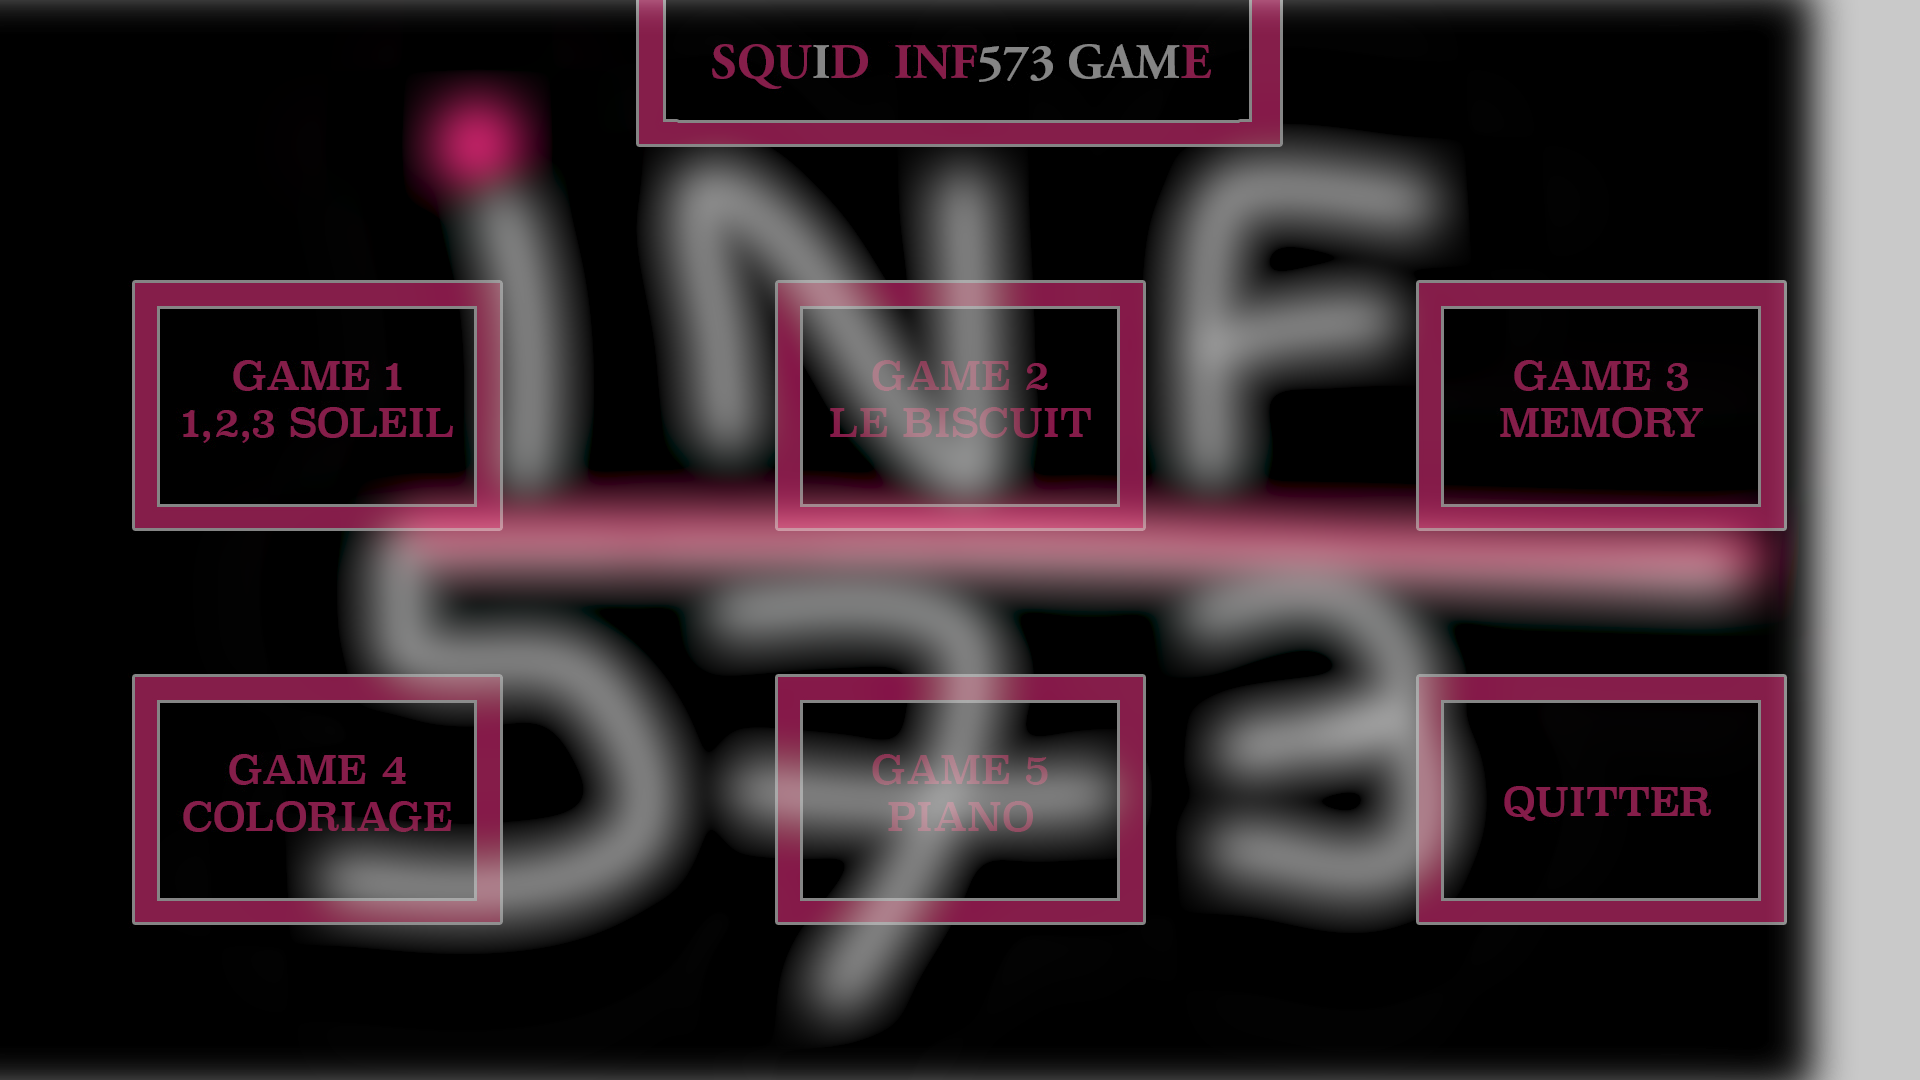 SQUID INF573 GAME
iNF
GAME 1
1,2,3 SOLEIL
GAME 2
LE BISCUIT
GAME 3
MEMORY
573
GAME 4
COLORIAGE
GAME 5
PIANO
QUITTER